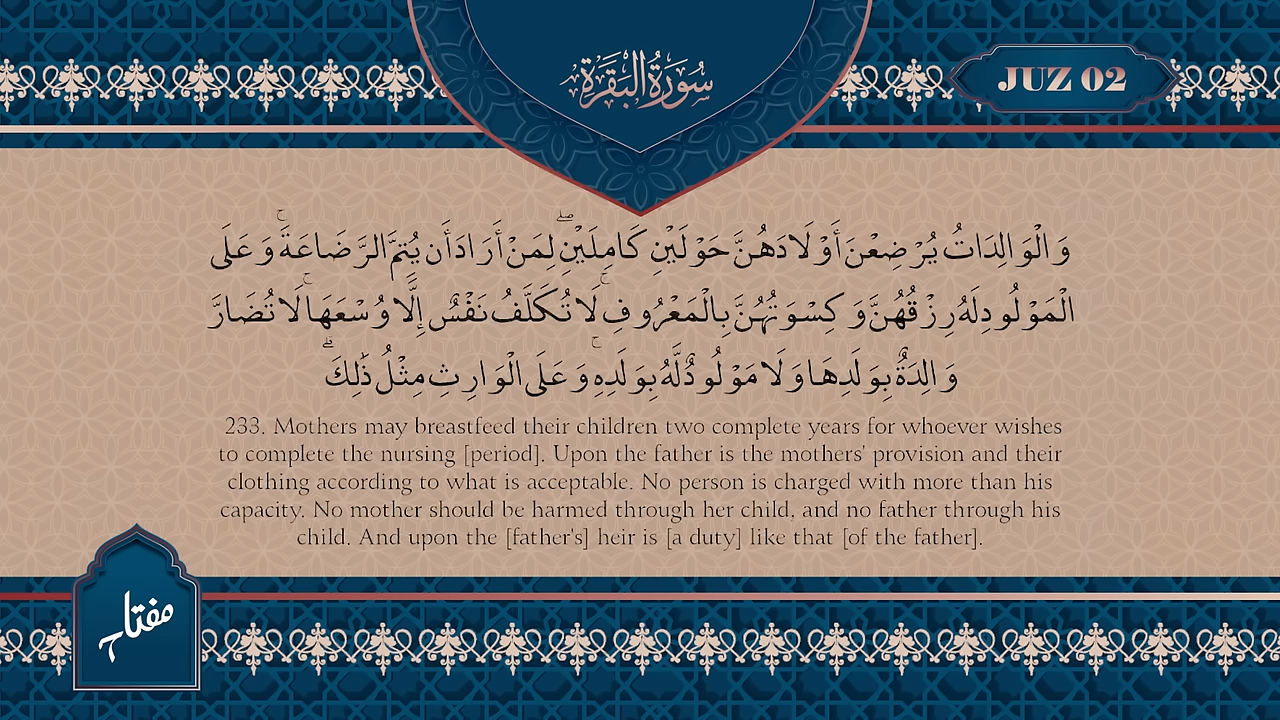 سُورَةُ البَقَرَةِ
JUZ 02
وَالْوَالِدَاتُ يُرْضِعْنَ أَوْلَادَهُنَّ حَوْلَيْنِ كَامِلَيْنِ ۖ لِمَنْ أَرَادَ أَن يُتِمَّ الرَّضَاعَةَ ۚ وَعَلَى
الْمَوْلُودِ لَهُ رِزْقُهُنَّ وَكِسْوَتُهُنَّ بِالْمَعْرُوفِ ۚ لَا تُكَلَّفُ نَفْسٌ إِلَّا وُسْعَهَا ۚ لَا تُضَارَّ
وَالِدَةٌ بِوَلَدِهَا وَلَا مَوْلُودٌ لَّهُ بِوَلَدِهِ ۚ وَعَلَى الْوَارِثِ مِثْلُ ذَٰلِكَ ۗ
233. Mothers may breastfeed their children two complete years for whoever wishes
to complete the nursing [period]. Upon the father is the mothers' provision and their
clothing according to what is acceptable. No person is charged with more than his
capacity. No mother should be harmed through her child, and no father through his
child. And upon the [father's] heir is [a duty] like that [of the father].
مفتاح